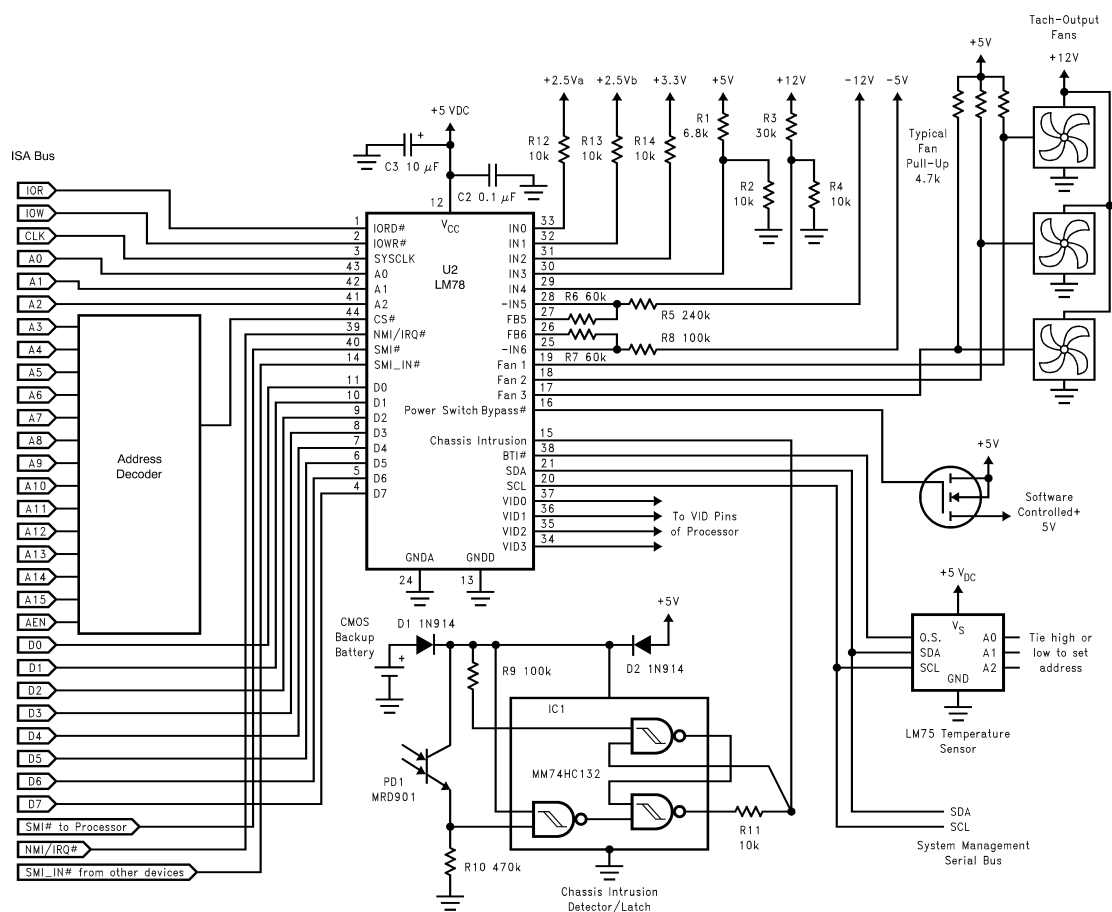 Tach-Output
Fans
+5V
+12V
+2.5Va
+2.5Vb
+3.3V
+5V
+12V
-12V
-5V
+5 VDC
C3 10 μF
C2 0.1 μF
R12
10k
R13
10k
R14
10k
R1
6.8k
R3
30k
R2
10k
R4
10k
Typical
Fan
Pull-Up
4.7k
ISA Bus
IOR
IOW
CLK
A0
A1
A2
A3
A4
A5
A6
A7
A8
A9
A10
A11
A12
A13
A14
A15
AEN
D0
D1
D2
D3
D4
D5
D6
D7
SMI# to Processor
NMI/IRQ#
SMI_IN# from other devices
Address
Decoder
12
VCC
U2
LM78
1 IORD#
2 IOWR#
3 SYSCLK
43 A0
42 A1
41 A2
44 CS#
39 NMI/IRQ#
40 SMI#
14 SMI_IN#
11 D0
10 D1
9 D2
8 D3
7 D4
6 D5
5 D6
4 D7
IN0 33
IN1 32
IN2 31
IN3 30
IN4 29
-IN5 28
FB5 27
FB6 26
-IN6 25
Fan 1 19
Fan 2 18
Fan 3 17
Power Switch Bypass# 16
Chassis Intrusion 15
BTI# 38
SDA 21
SCL 20
VID0 37
VID1 36
VID2 35
VID3 34
GNDA
GNDD
24
13
R6 60k
R5 240k
R8 100k
R7 60k
To VID Pins
of Processor
+5V
Software
Controlled+
5V
+5 VDC
VS
O.S.
SDA
SCL
GND
A0
A1
A2
Tie high or
low to set
address
LM75 Temperature
Sensor
CMOS
Backup
Battery
+
D1 1N914
+5V
D2 1N914
R9 100k
IC1
MM74HC132
PD1
MRD901
R11
10k
R10 470k
Chassis Intrusion
Detector/Latch
SDA
SCL
System Management
Serial Bus